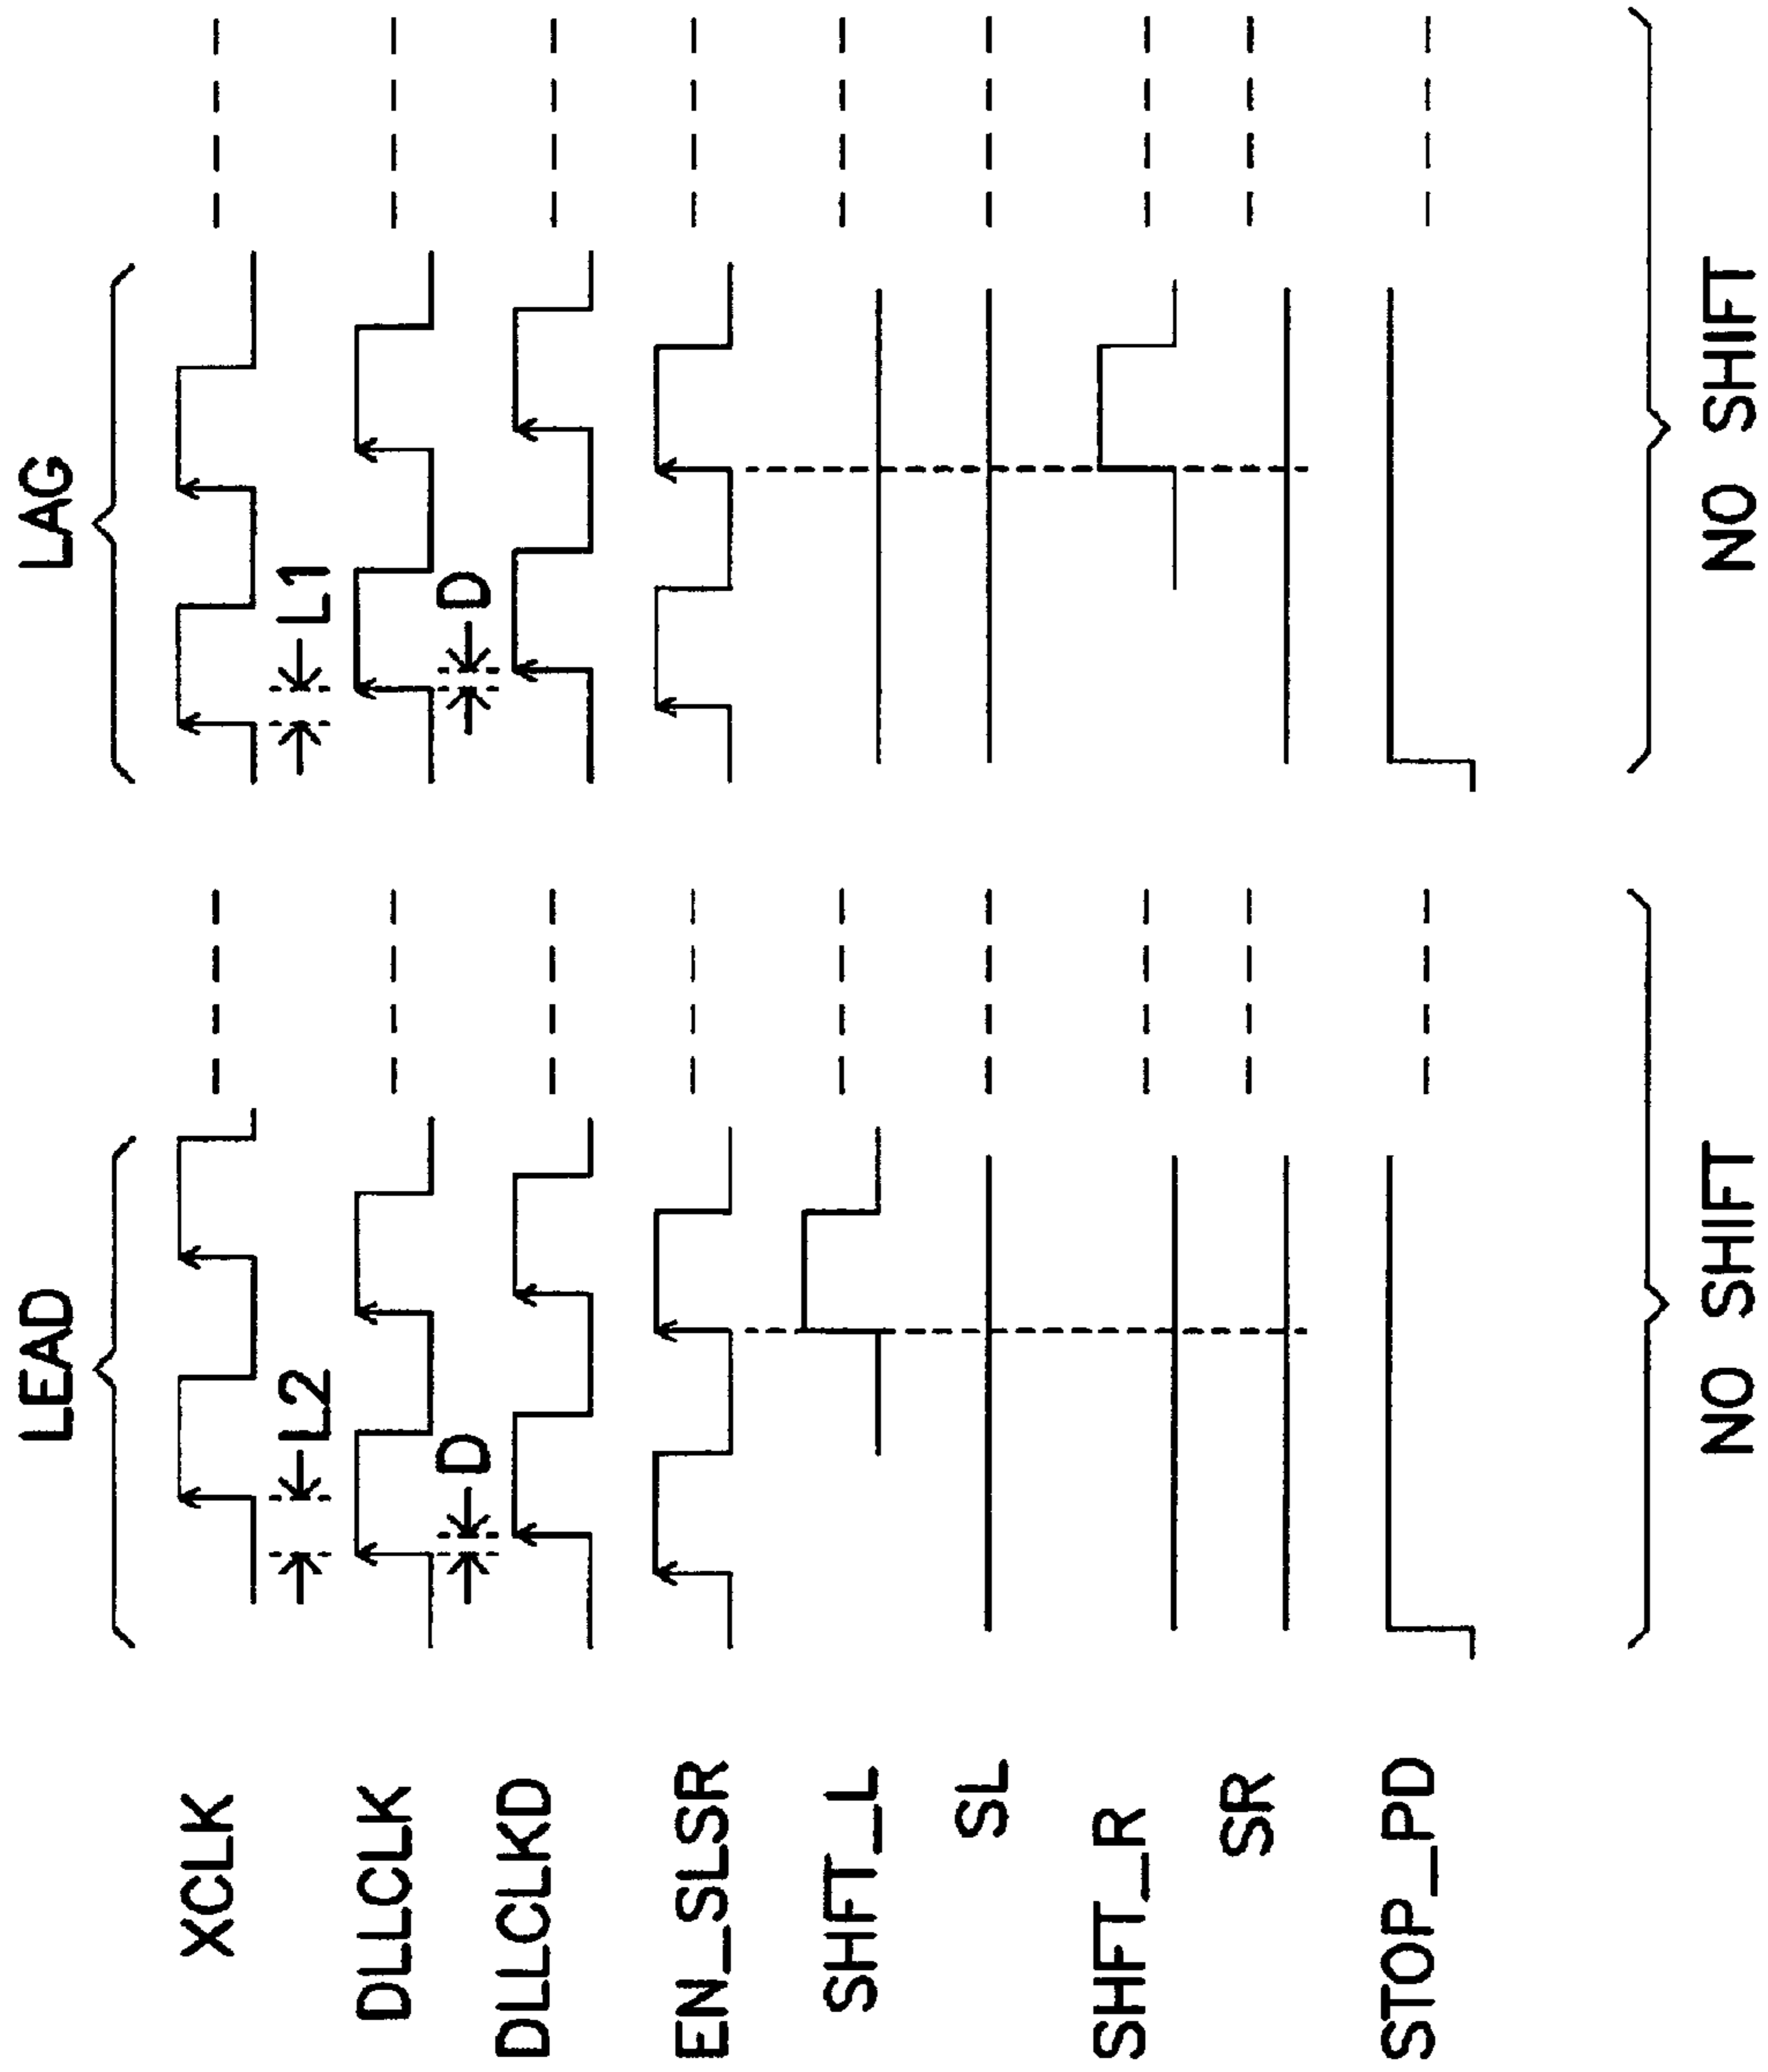 LEAD
LAG
XCLK
L2
L1
DLLCLK
D
D
DLLCLKD
EN_SLSR
SHFT_L
SL
SHFT_R
SR
STOP_PD
NO SHIFT
NO SHIFT